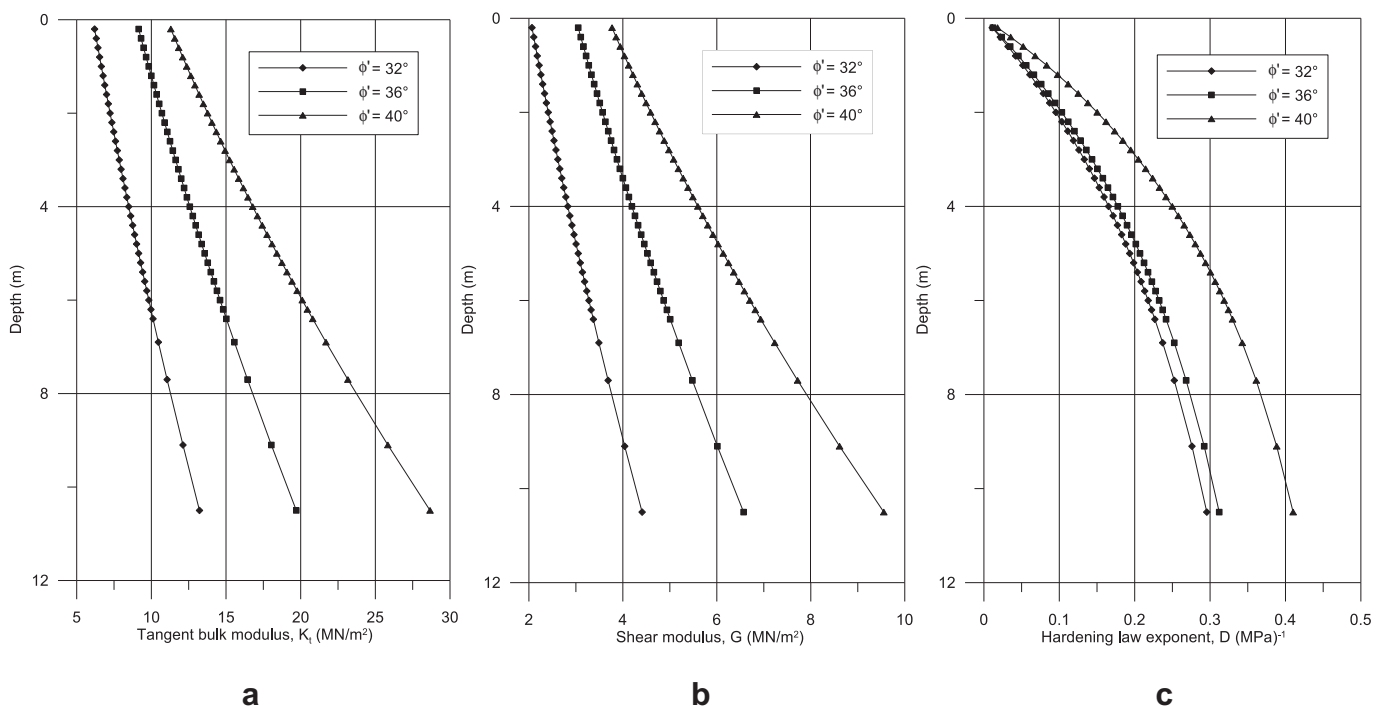 0
4
8
12
Depth (m)
ϕ' = 32°
ϕ' = 36°
ϕ' = 40°
5 10 15 20 25 30
Tangent bulk modulus, Kt (MN/m²)
a
0
4
8
12
Depth (m)
ϕ' = 32°
ϕ' = 36°
ϕ' = 40°
2 4 6 8 10
Shear modulus, G (MN/m²)
b
0
4
8
12
Depth (m)
ϕ' = 32°
ϕ' = 36°
ϕ' = 40°
0 0.1 0.2 0.3 0.4 0.5
Hardening law exponent, D (MPa)⁻¹
c